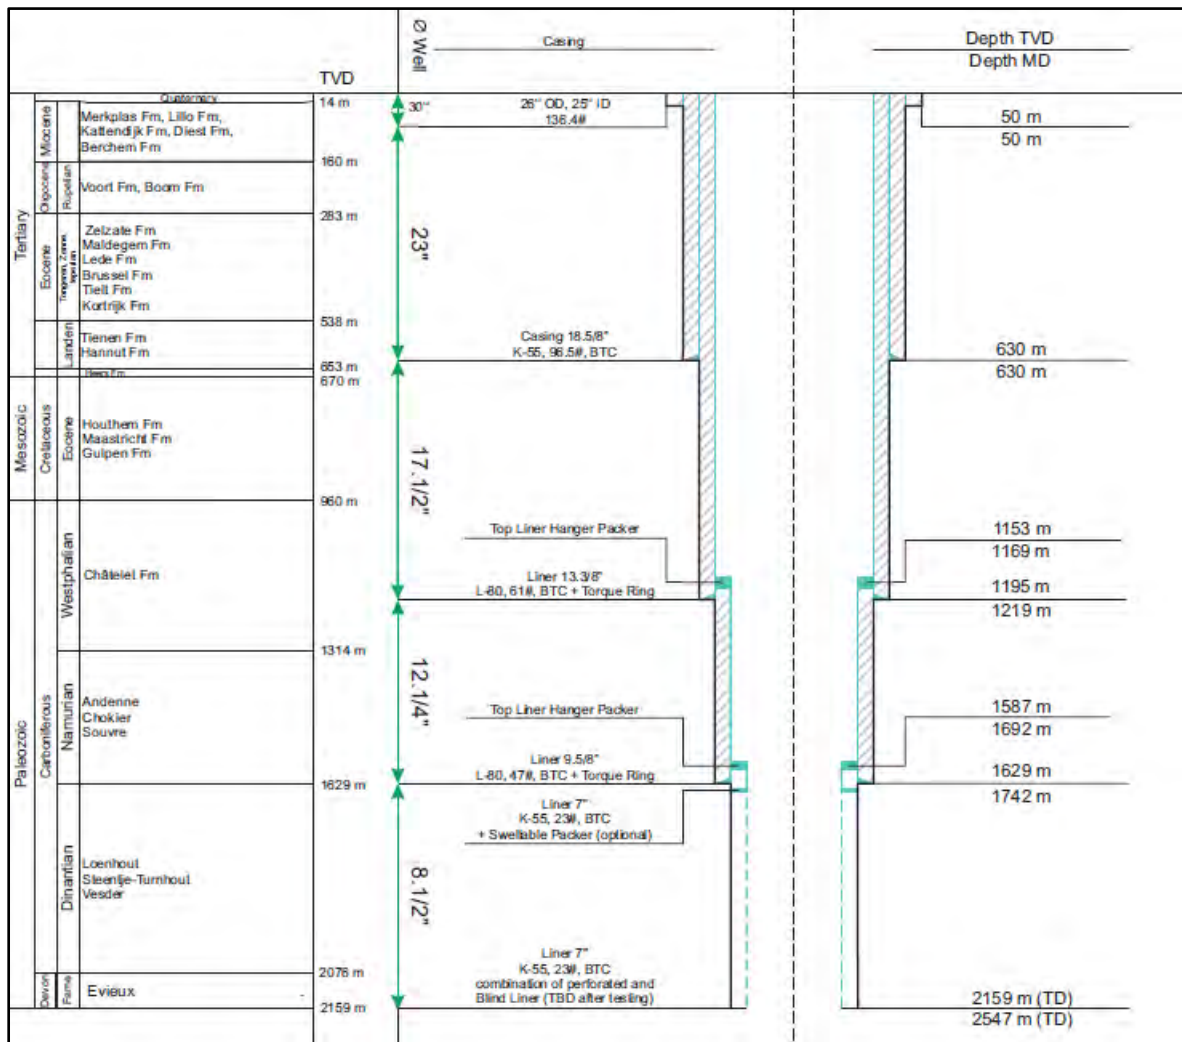 TVD
Ø Well
Casing
Depth TVD
Depth MD
Tertiary
Mesozoic
Paleozoic
Miocene
Oligocene
Eocene
Cretaceous
Carboniferous
Devon
Rupelian
Landen
Eocene
Westphalian
Namurian
Dinantian
Fame
Quaternary
Merkplas Fm, Lillo Fm,
Kattendijk Fm, Diest Fm,
Berchem Fm
Voort Fm, Boom Fm
Zelzate Fm
Maldegem Fm
Lede Fm
Brussel Fm
Tielt Fm
Kortrijk Fm
Tienen Fm
Hannut Fm
Houthem Fm
Maastricht Fm
Gulpen Fm
Châtelet Fm
Andenne
Chokier
Souvre
Loenhout
Steentje-Turnhout
Vesder
Evieux
14 m
160 m
283 m
538 m
653 m
670 m
960 m
1314 m
1629 m
2076 m
2159 m
30"
23"
17.1/2"
12.1/4"
8.1/2"
26" OD, 25" ID
136.4#
Casing 18.5/8"
K-55, 96.5#, BTC
Top Liner Hanger Packer
Liner 13.3/8"
L-80, 61#, BTC + Torque Ring
Top Liner Hanger Packer
Liner 9.5/8"
L-80, 47#, BTC + Torque Ring
Liner 7"
K-55, 23#, BTC
+ Swellable Packer (optional)
Liner 7"
K-55, 23#, BTC
combination of perforated and
Blind Liner (TBD after testing)
50 m
50 m
630 m
630 m
1153 m
1169 m
1195 m
1219 m
1587 m
1692 m
1629 m
1742 m
2159 m (TD)
2547 m (TD)